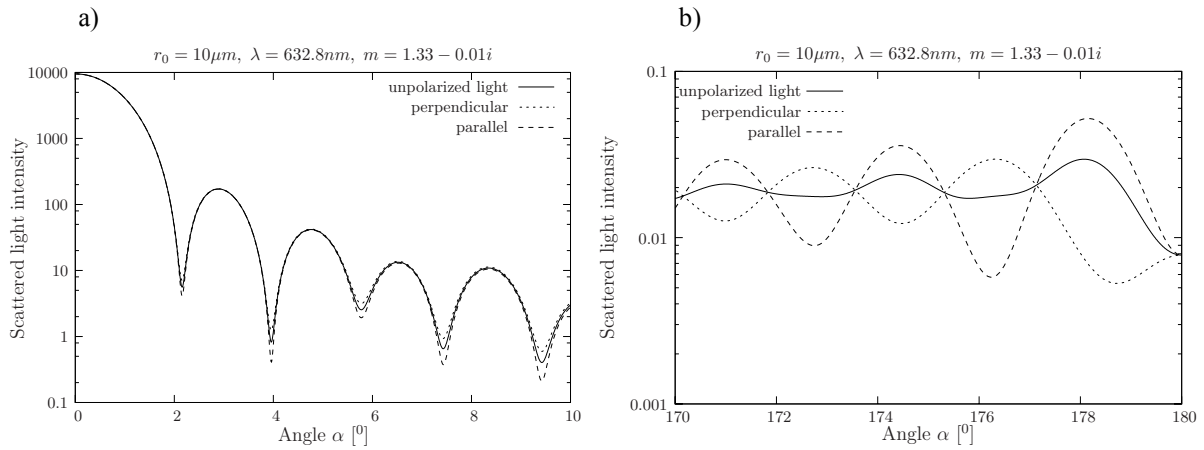 a)
r₀ = 10μm, λ = 632.8nm, m = 1.33 − 0.01i
10000
1000
100
10
1
0.1
Scattered light intensity
unpolarized light
perpendicular
parallel
0 2 4 6 8 10
Angle α [⁰]
b)
r₀ = 10μm, λ = 632.8nm, m = 1.33 − 0.01i
0.1
0.01
0.001
Scattered light intensity
unpolarized light
perpendicular
parallel
170 172 174 176 178 180
Angle α [⁰]